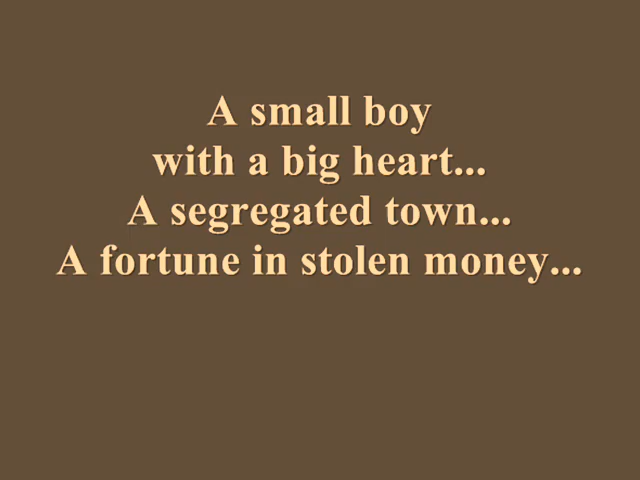 A small boy
with a big heart...
A segregated town...
A fortune in stolen money...